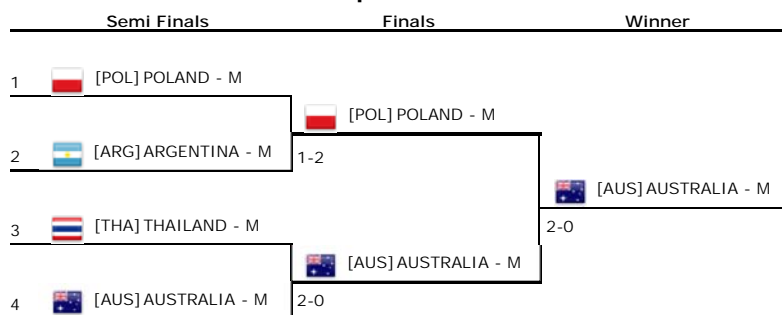 Semi Finals Finals Winner
1 [POL] POLAND - M
[POL] POLAND - M
2 [ARG] ARGENTINA - M 1-2
[AUS] AUSTRALIA - M
3 [THA] THAILAND - M 2-0
[AUS] AUSTRALIA - M
4 [AUS] AUSTRALIA - M 2-0